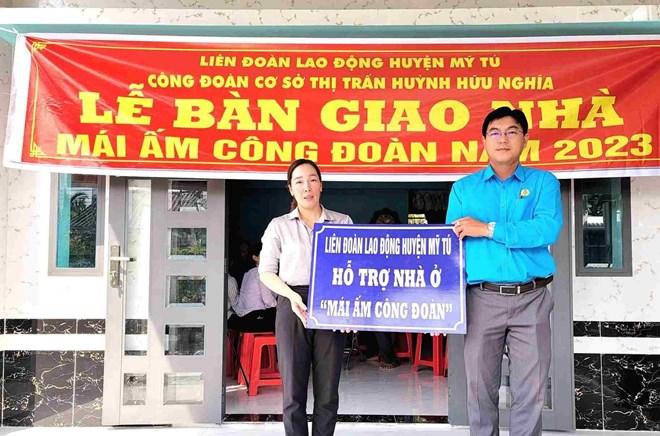 LIÊN ĐOÀN LAO ĐỘNG HUYỆN MỸ TÚ
CÔNG ĐOÀN CƠ SỞ THỊ TRẤN HUỲNH HỮU NGHĨA
LỄ BÀN GIAO NHÀ
MÁI ẤM CÔNG ĐOÀN NĂM 2023
LIÊN ĐOÀN LAO ĐỘNG HUYỆN MỸ TÚ
HỖ TRỢ NHÀ Ở
“MÁI ẤM CÔNG ĐOÀN”